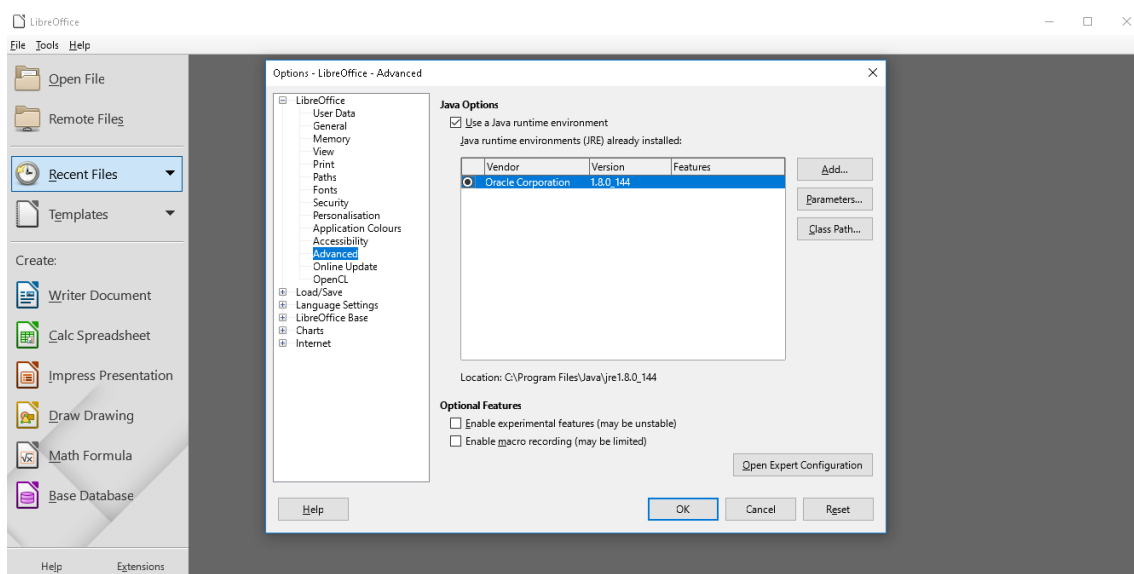 LibreOffice
File Tools Help
Open File
Remote Files
Recent Files
Templates
Create:
Writer Document
Calc Spreadsheet
Impress Presentation
Draw Drawing
Math Formula
Base Database
Help Extensions
Options - LibreOffice - Advanced
LibreOffice
User Data
General
Memory
View
Print
Paths
Fonts
Security
Personalisation
Application Colours
Accessibility
Advanced
Online Update
OpenCL
Load/Save
Language Settings
LibreOffice Base
Charts
Internet
Java Options
Use a Java runtime environment
Java runtime environments (JRE) already installed:
Vendor Version Features
Oracle Corporation 1.8.0_144
Add...
Parameters...
Class Path...
Location: C:\Program Files\Java\jre1.8.0_144
Optional Features
Enable experimental features (may be unstable)
Enable macro recording (may be limited)
Open Expert Configuration
Help OK Cancel Reset